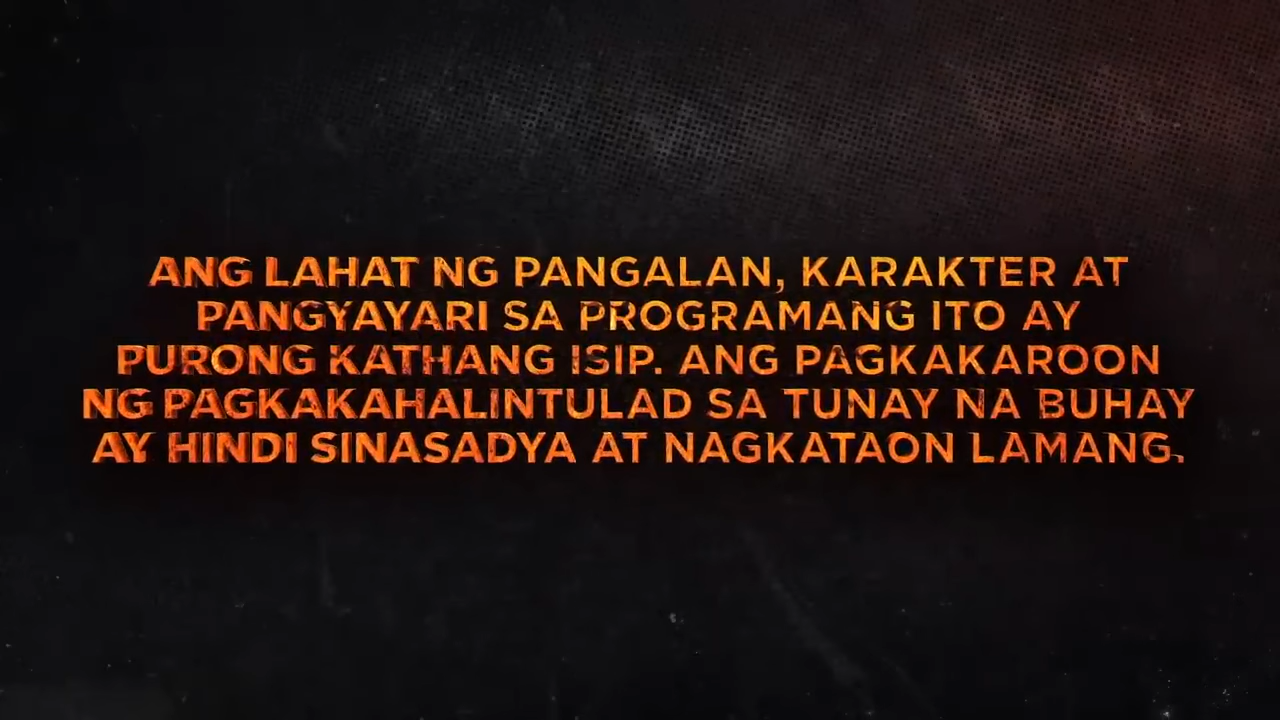 ANG LAHAT NG PANGALAN, KARAKTER AT
PANGYAYARI SA PROGRAMANG ITO AY
PURONG KATHANG ISIP. ANG PAGKAKAROON
NG PAGKAKAHALINTULAD SA TUNAY NA BUHAY
AY HINDI SINASADYA AT NAGKATAON LAMANG.